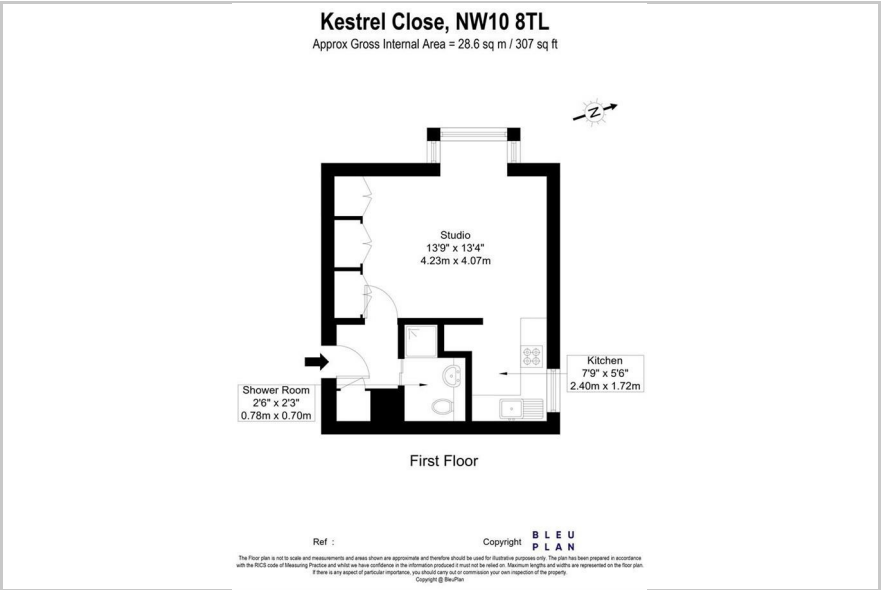 Kestrel Close, NW10 8TL
Approx Gross Internal Area = 28.6 sq m / 307 sq ft
N
Studio
13'9" x 13'4"
4.23m x 4.07m
Kitchen
7'9" x 5'6"
2.40m x 1.72m
Shower Room
2'6" x 2'3"
0.78m x 0.70m
First Floor
Ref :
Copyright BLEU
PLAN
The Floor plan is not to scale and measurements and areas shown are approximate and therefore should be used for illustrative purposes only. The plan has been prepared in accordance
with the RICS code of Measuring Practice and whilst we have confidence in the information produced it must not be relied on. Maximum lengths and widths are represented on the floor plan.
If there is any aspect of particular importance, you should carry out or commission your own inspection of the property.
Copyright @ BleuPlan